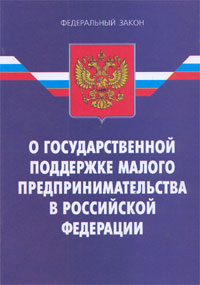 ФЕДЕРАЛЬНЫЙ ЗАКОН
О ГОСУДАРСТВЕННОЙ
ПОДДЕРЖКЕ МАЛОГО
ПРЕДПРИНИМАТЕЛЬСТВА
В РОССИЙСКОЙ
ФЕДЕРАЦИИ